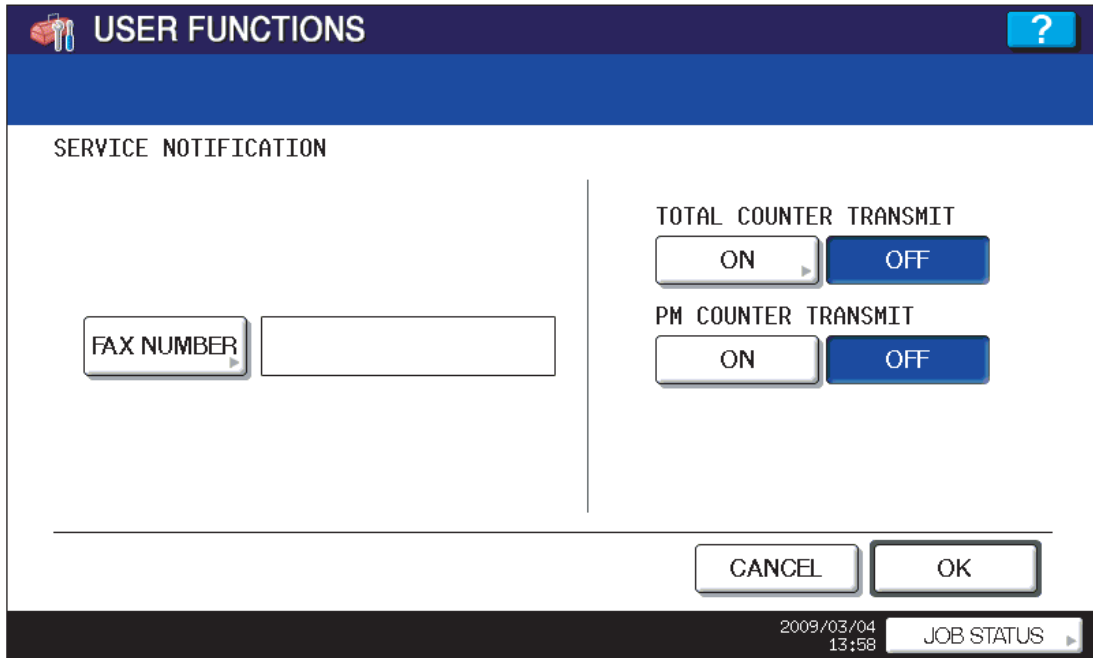 USER FUNCTIONS
?
SERVICE NOTIFICATION
TOTAL COUNTER TRANSMIT
ON OFF
PM COUNTER TRANSMIT
FAX NUMBER
ON OFF
CANCEL OK
2009/03/04
13:58
JOB STATUS